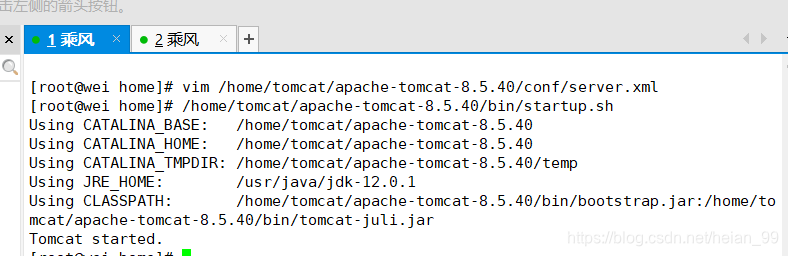 击左侧的箭头按钮。
1 乘风
2 乘风
[root@wei home]# vim /home/tomcat/apache-tomcat-8.5.40/conf/server.xml
[root@wei home]# /home/tomcat/apache-tomcat-8.5.40/bin/startup.sh
Using CATALINA_BASE:   /home/tomcat/apache-tomcat-8.5.40
Using CATALINA_HOME:   /home/tomcat/apache-tomcat-8.5.40
Using CATALINA_TMPDIR: /home/tomcat/apache-tomcat-8.5.40/temp
Using JRE_HOME:        /usr/java/jdk-12.0.1
Using CLASSPATH:       /home/tomcat/apache-tomcat-8.5.40/bin/bootstrap.jar:/home/to
mcat/apache-tomcat-8.5.40/bin/tomcat-juli.jar
Tomcat started.
[root@wei home]#
https://blog.csdn.net/heian_99